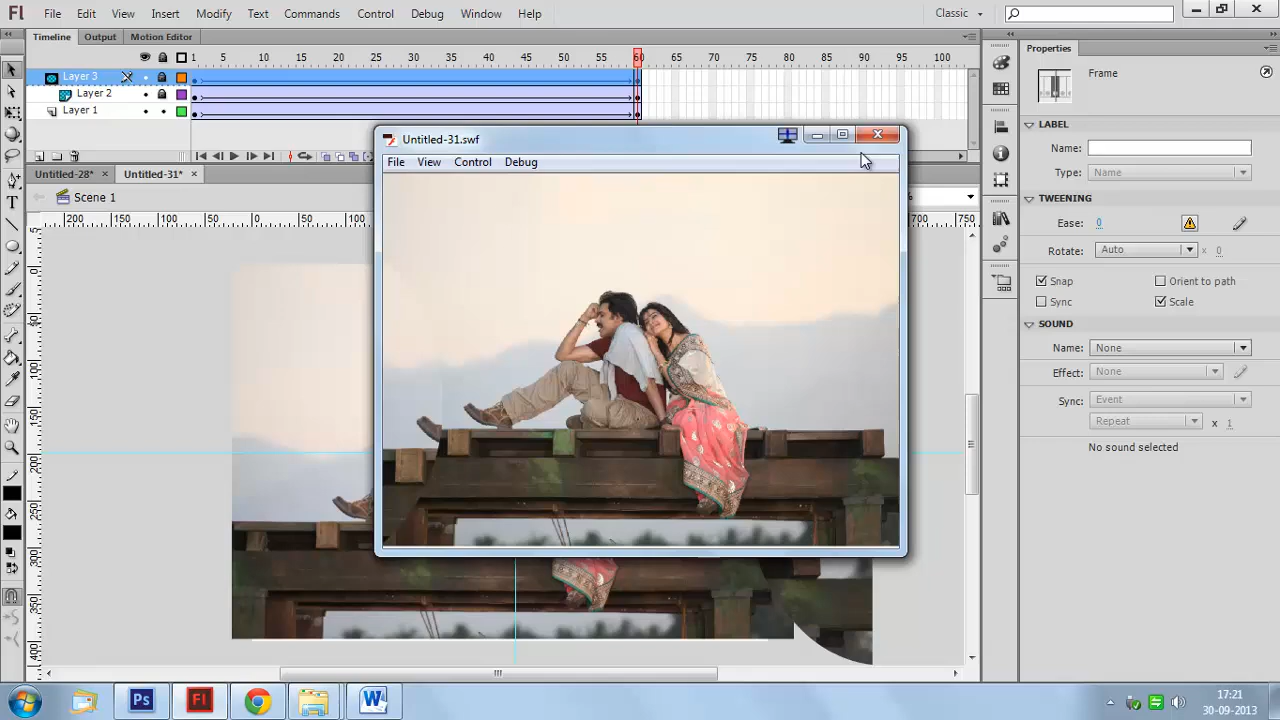 Fl File Edit View Insert Modify Text Commands Control Debug Window Help Classic
Timeline Output Motion Editor Properties
1 5 10 15 20 25 30 35 40 45 50 55 60 65 70 75 80 85 90 95 100
Layer 3
Layer 2
Layer 1
Frame
LABEL
Name:
Type: Name
TWEENING
Ease: 0
Rotate: Auto x 0
Snap Orient to path
Sync Scale
SOUND
Name: None
Effect: None
Sync: Event
Repeat x 1
No sound selected
Untitled-28* × Untitled-31* ×
Scene 1 %
200 150 100 50 0 50 100 700 750
Untitled-31.swf
File View Control Debug
Ps Fl W
17:21
30-09-2013